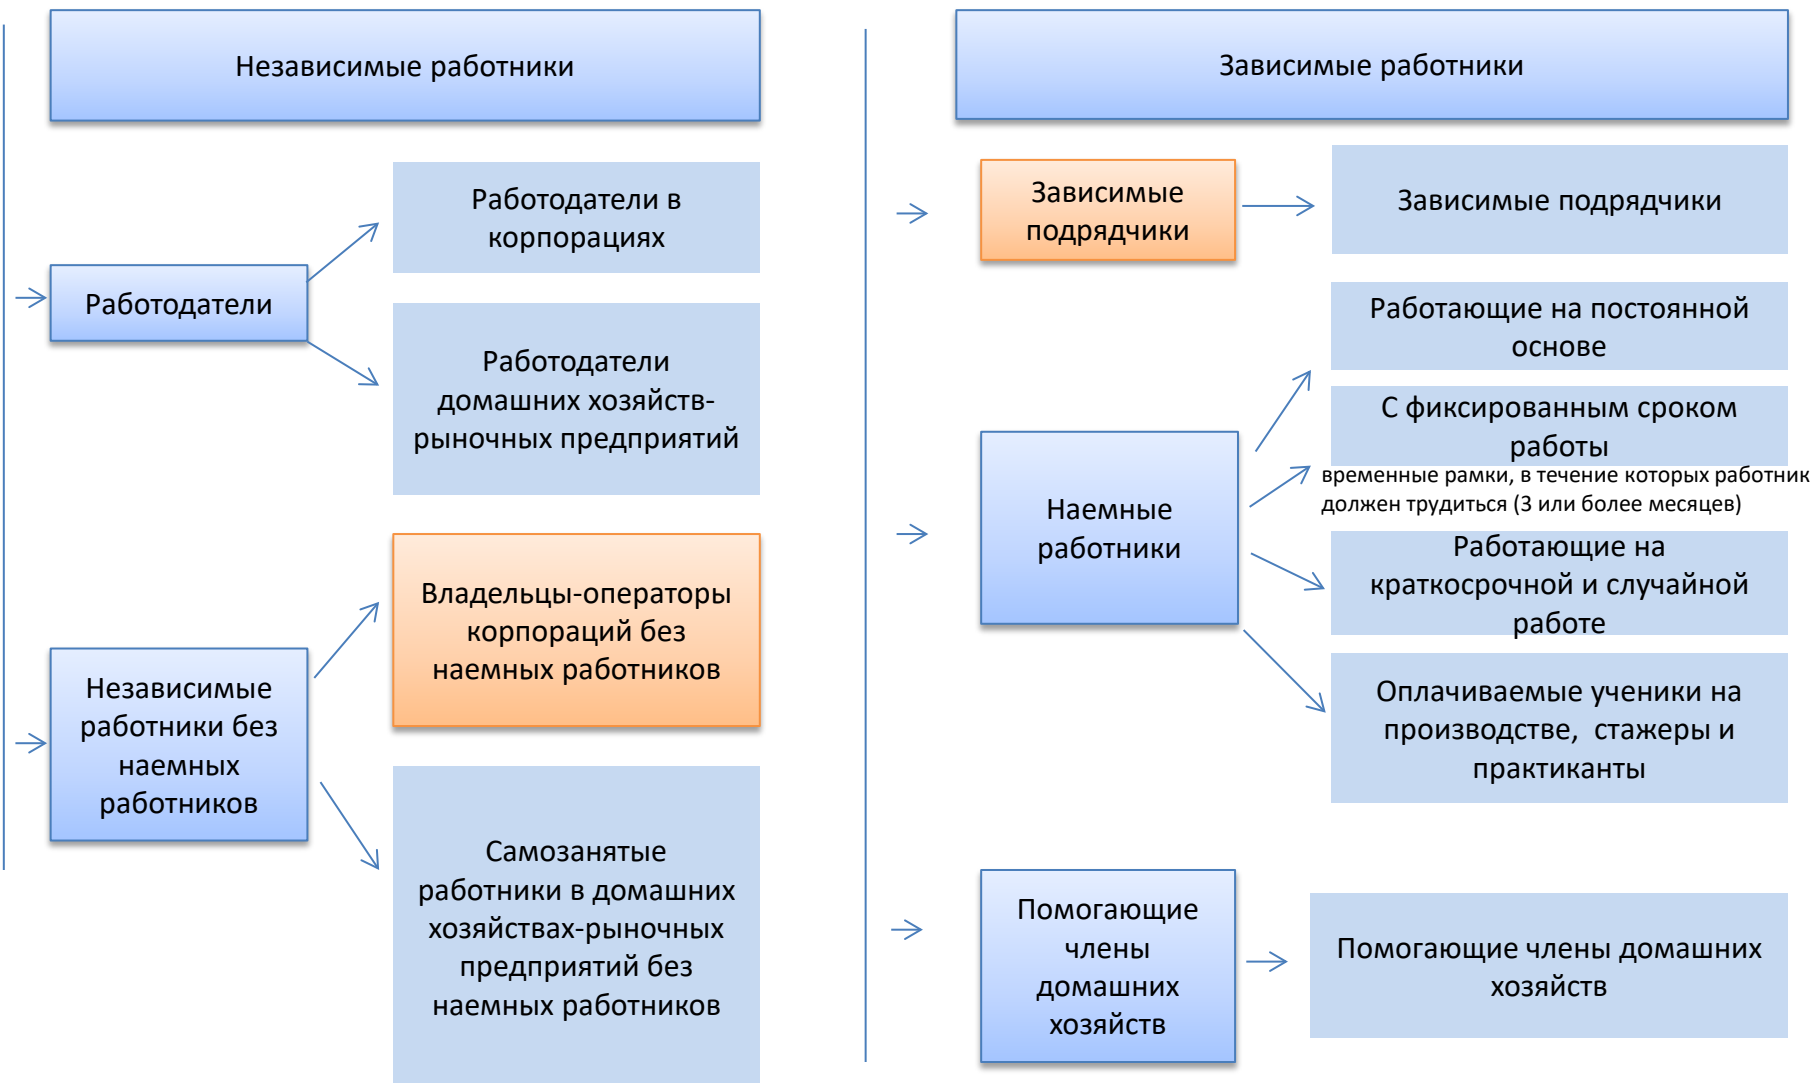 Независимые работники
Работодатели
Работодатели в
корпорациях
Работодатели
домашних хозяйств-
рыночных предприятий
Независимые
работники без
наемных
работников
Владельцы-операторы
корпораций без
наемных работников
Самозанятые
работники в домашних
хозяйствах-рыночных
предприятий без
наемных работников
Зависимые работники
Зависимые
подрядчики
Зависимые подрядчики
Наемные
работники
Работающие на постоянной
основе
С фиксированным сроком
работы
временные рамки, в течение которых работник
должен трудиться (3 или более месяцев)
Работающие на
краткосрочной и случайной
работе
Оплачиваемые ученики на
производстве, стажеры и
практиканты
Помогающие
члены
домашних
хозяйств
Помогающие члены домашних
хозяйств